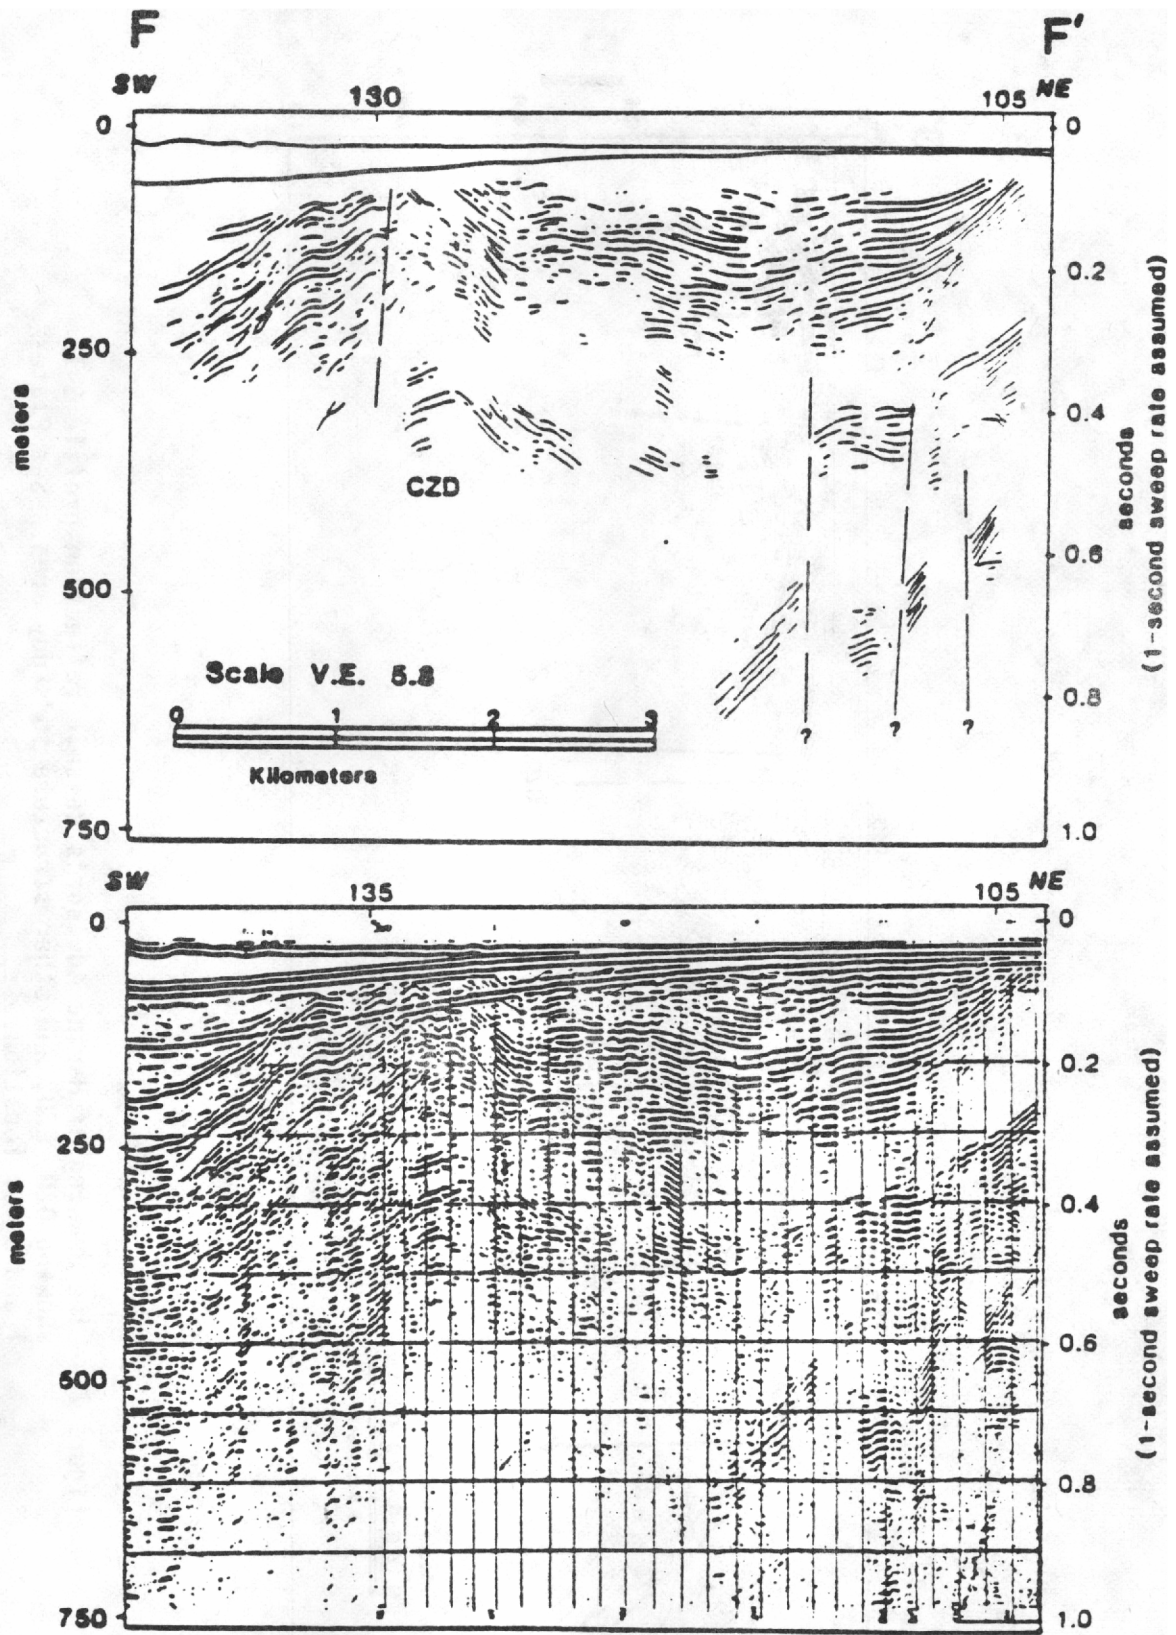 F F'
SW 130 105 NE
0 0
0.2
250
0.4
meters
CZD
seconds
(1-second sweep rate assumed)
0.6
500
Scale V.E. 5.8
0.8
0 1 2 3
? ? ?
Kilometers
750 1.0
SW 135 105 NE
0 0
0.2
250
0.4
meters
seconds
(1-second sweep rate assumed)
0.6
500
0.8
750 1.0